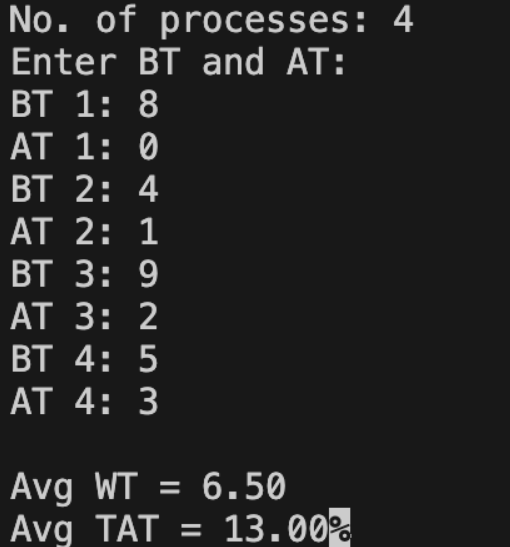 No. of processes: 4
Enter BT and AT:
BT 1: 8
AT 1: 0
BT 2: 4
AT 2: 1
BT 3: 9
AT 3: 2
BT 4: 5
AT 4: 3
Avg WT = 6.50
Avg TAT = 13.00%